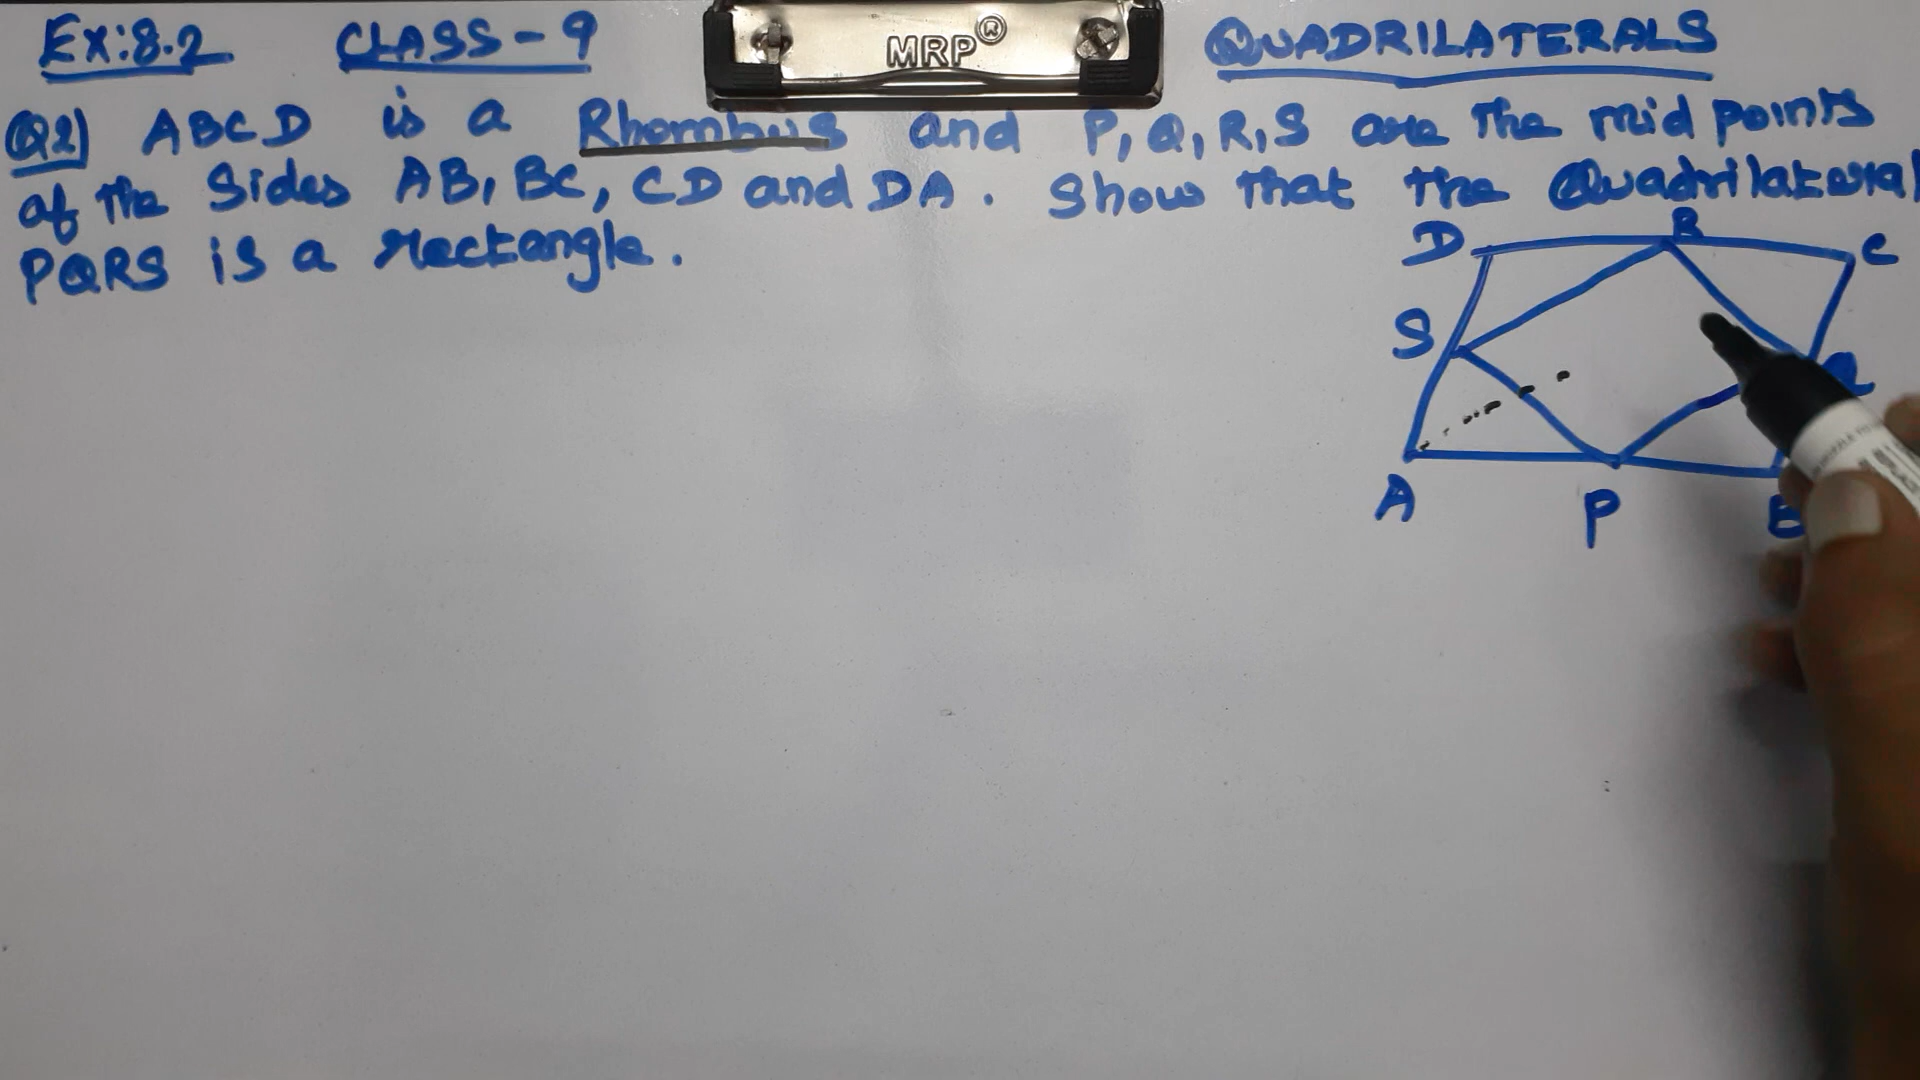 Ex:8.2 CLASS-9 MRP® QUADRILATERALS
Q2) ABCD is a Rhombus and P, Q, R, S are the mid points
of the Sides AB, BC, CD and DA. Show that the Quadrilateral
PQRS is a rectangle.
D R C
S Q
A P B